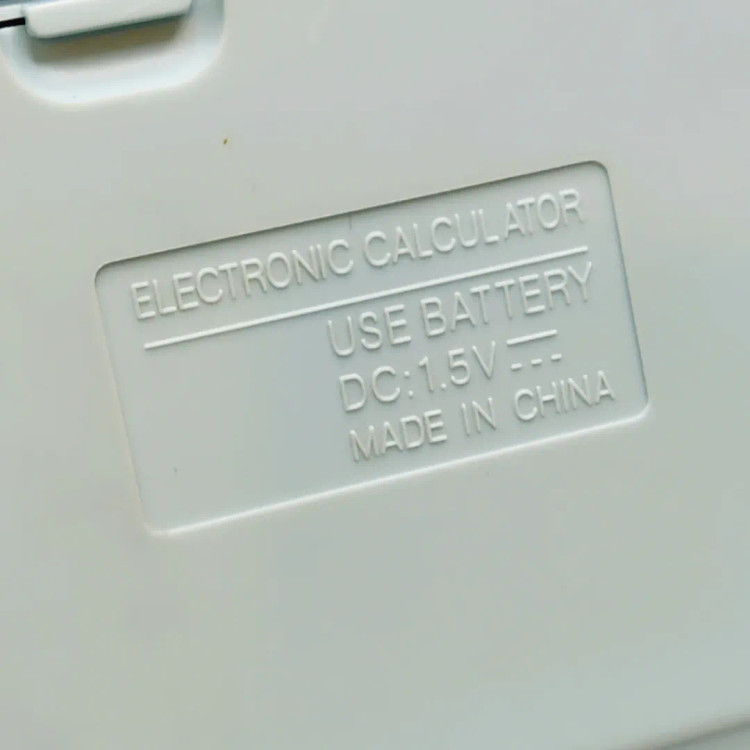 ELECTRONIC CALCULATOR
USE BATTERY
DC:1.5V ⎓
MADE IN CHINA